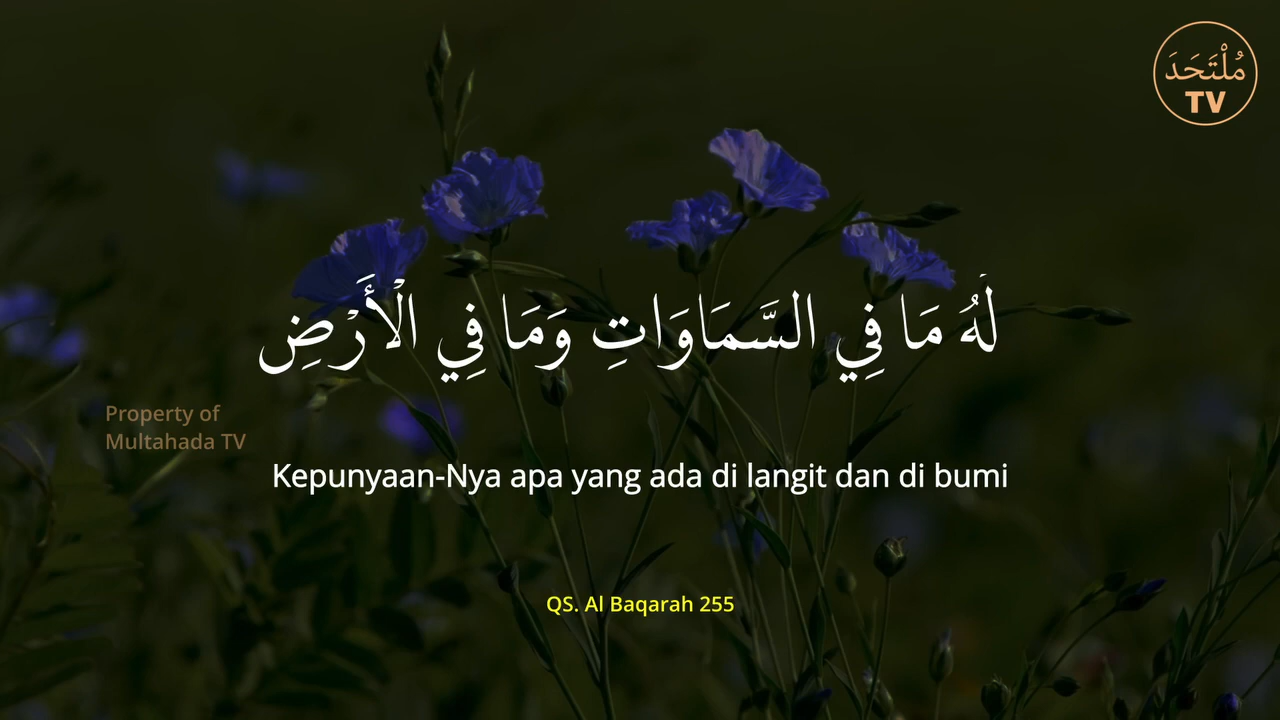 مُلْتَحَدَ
TV
لَهُ مَا فِي السَّمَاوَاتِ وَمَا فِي الْأَرْضِ
Property of
Multahada TV
Kepunyaan-Nya apa yang ada di langit dan di bumi
QS. Al Baqarah 255